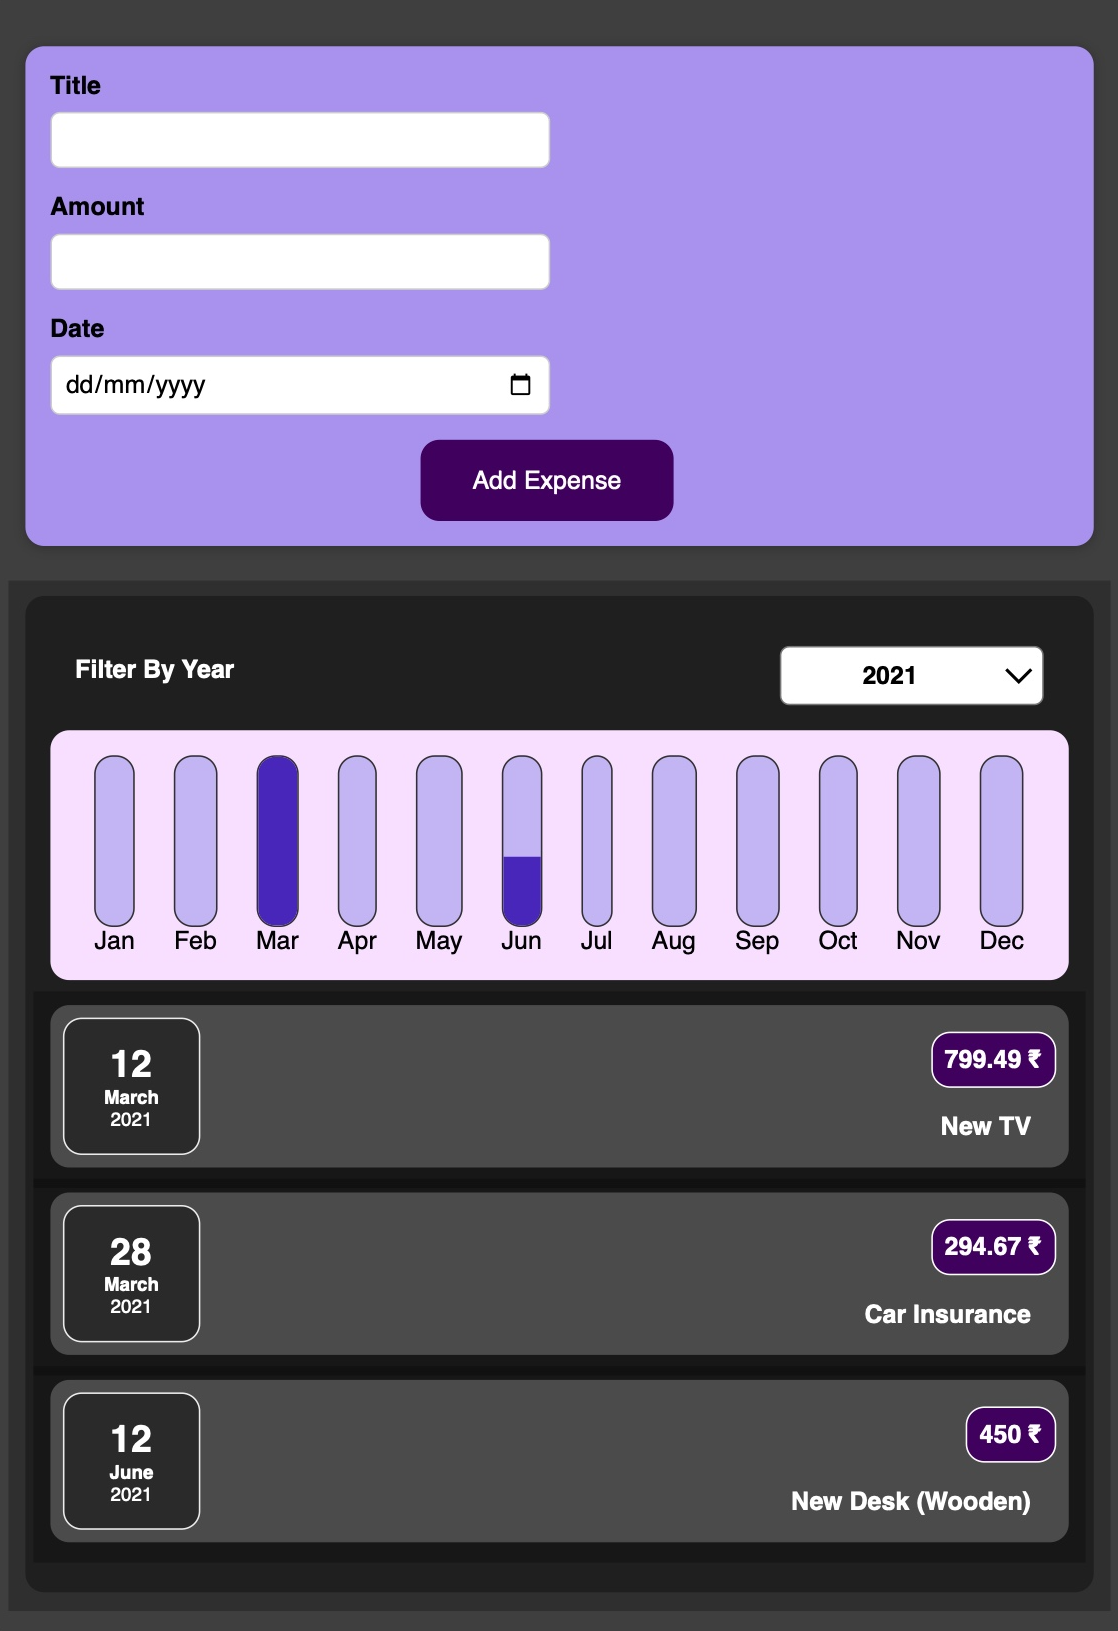 Title
Amount
Date
dd/mm/yyyy
Add Expense
Filter By Year
2021
Jan Feb Mar Apr May Jun Jul Aug Sep Oct Nov Dec
12
March
2021
799.49 ₹
New TV
28
March
2021
294.67 ₹
Car Insurance
12
June
2021
450 ₹
New Desk (Wooden)